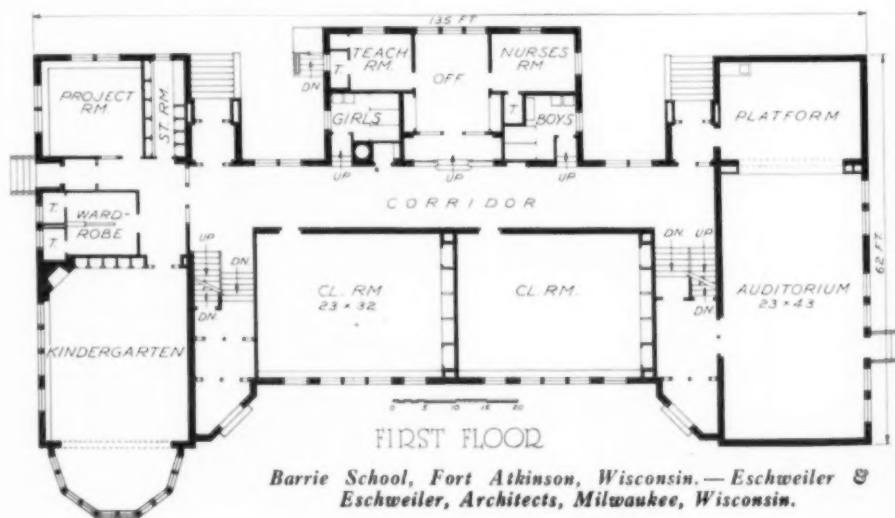 135 FT.
TEACH
RM.
OFF.
NURSES
RM
T.
DN
PROJECT
RM.
ST. RM.
GIRLS
T.
BOYS
PLATFORM
UP
UP
UP
CORRIDOR
T.
WARD-
ROBE
T.
UP
DN.
DN.
CL. RM
23 × 32
CL. RM.
DN.
UP
DN.
AUDITORIUM
23 × 43
62 FT.
KINDERGARTEN
0 5 10 15 20
FIRST FLOOR
Barrie School, Fort Atkinson, Wisconsin. — Eschweiler &
Eschweiler, Architects, Milwaukee, Wisconsin.